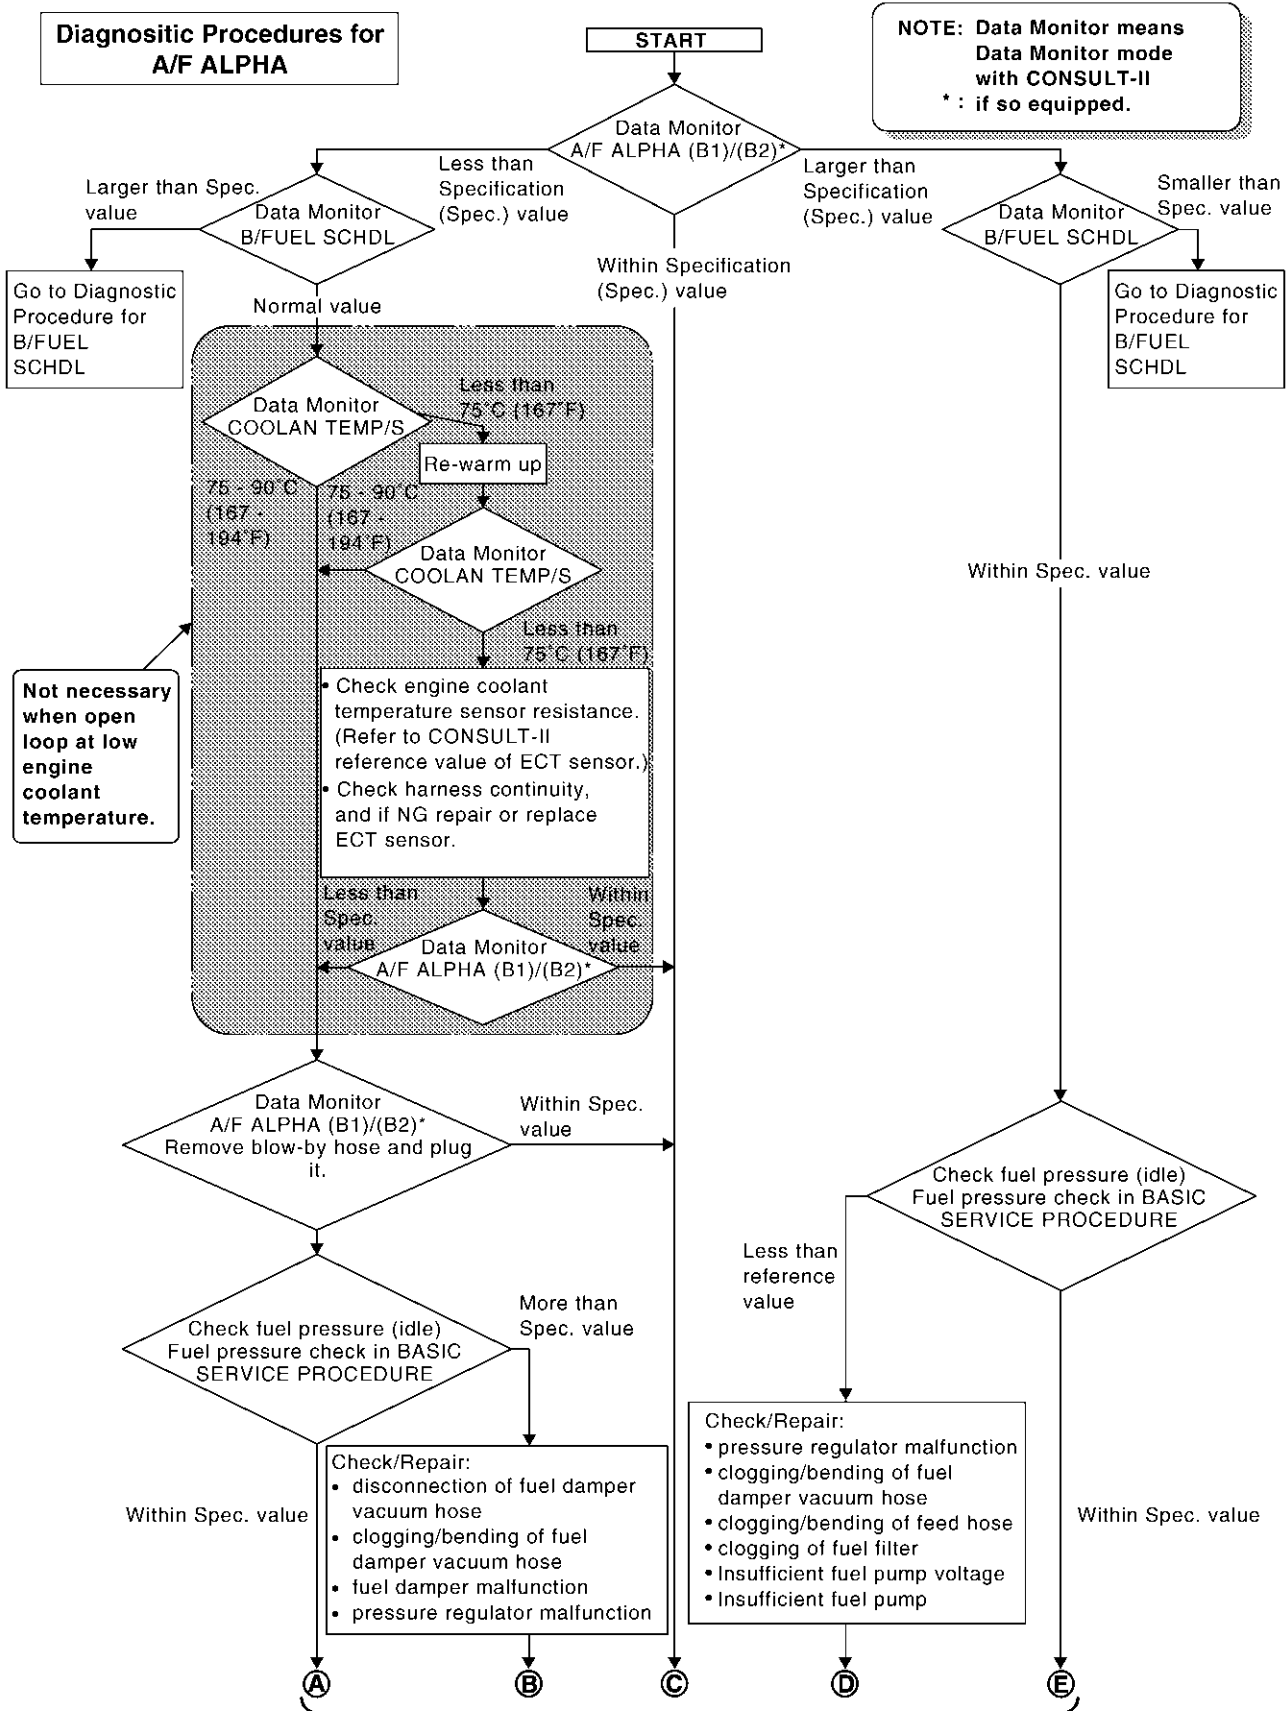 Diagnositic Procedures for
A/F ALPHA
START
NOTE: Data Monitor means
Data Monitor mode
with CONSULT-II
* : if so equipped.
Data Monitor
A/F ALPHA (B1)/(B2)*
Less than
Specification
(Spec.) value
Larger than
Specification
(Spec.) value
Within Specification
(Spec.) value
Larger than Spec.
value
Data Monitor
B/FUEL SCHDL
Smaller than
Spec. value
Data Monitor
B/FUEL SCHDL
Go to Diagnostic
Procedure for
B/FUEL
SCHDL
Normal value
Go to Diagnostic
Procedure for
B/FUEL
SCHDL
Data Monitor
COOLAN TEMP/S
Less than
75˚C (167˚F)
Re-warm up
75 - 90˚C
(167 -
194˚F)
75 - 90˚C
(167 -
194˚F)
Data Monitor
COOLAN TEMP/S
Within Spec. value
Less than
75˚C (167˚F)
Not necessary
when open
loop at low
engine
coolant
temperature.
• Check engine coolant
temperature sensor resistance.
(Refer to CONSULT-II
reference value of ECT sensor.)
• Check harness continuity,
and if NG repair or replace
ECT sensor.
Less than
Spec.
value
Within
Spec.
value
Data Monitor
A/F ALPHA (B1)/(B2)*
Data Monitor
A/F ALPHA (B1)/(B2)*
Remove blow-by hose and plug
it.
Within Spec.
value
Check fuel pressure (idle)
Fuel pressure check in BASIC
SERVICE PROCEDURE
Less than
reference
value
More than
Spec. value
Check fuel pressure (idle)
Fuel pressure check in BASIC
SERVICE PROCEDURE
Within Spec. value
Check/Repair:
• disconnection of fuel damper
vacuum hose
• clogging/bending of fuel
damper vacuum hose
• fuel damper malfunction
• pressure regulator malfunction
Check/Repair:
• pressure regulator malfunction
• clogging/bending of fuel
damper vacuum hose
• clogging/bending of feed hose
• clogging of fuel filter
• Insufficient fuel pump voltage
• Insufficient fuel pump
Within Spec. value
A
B
C
D
E